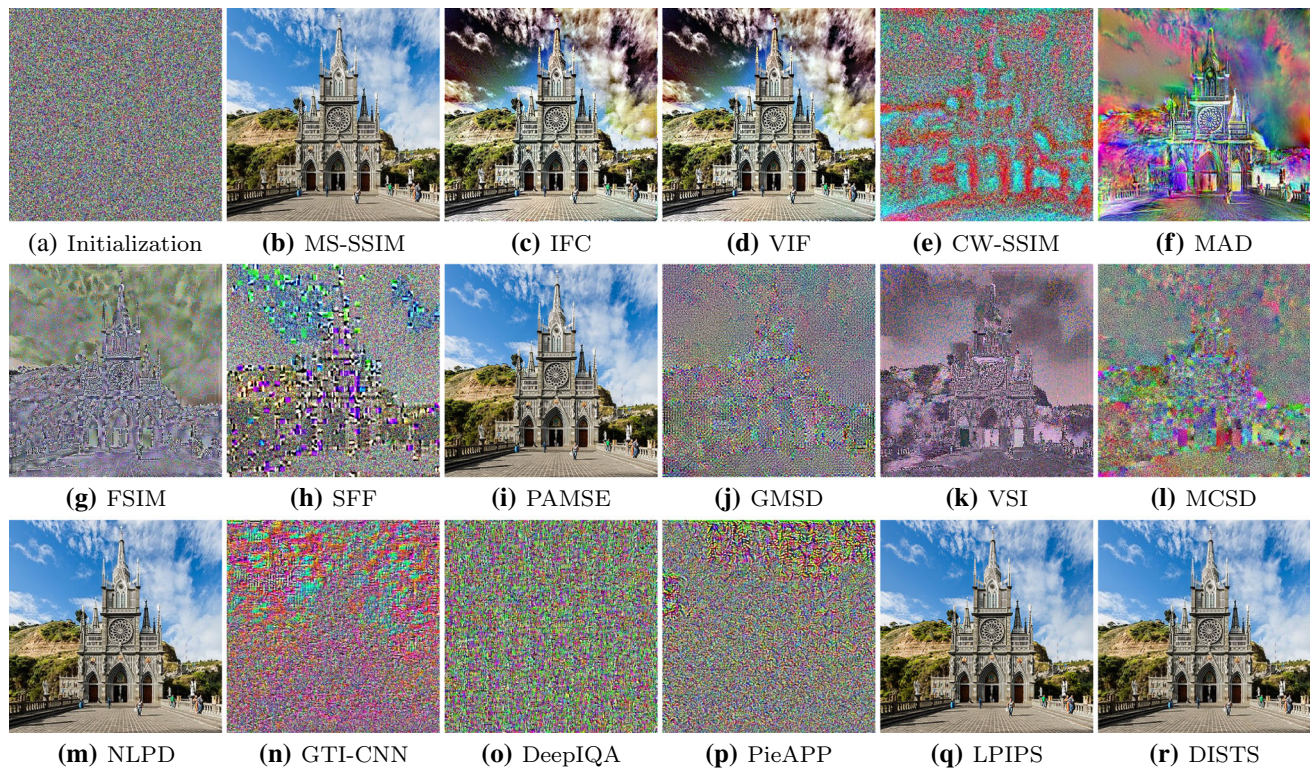 (a) Initialization (b) MS-SSIM (c) IFC (d) VIF (e) CW-SSIM (f) MAD
(g) FSIM (h) SFF (i) PAMSE (j) GMSD (k) VSI (l) MCSD
(m) NLPD (n) GTI-CNN (o) DeepIQA (p) PieAPP (q) LPIPS (r) DISTS